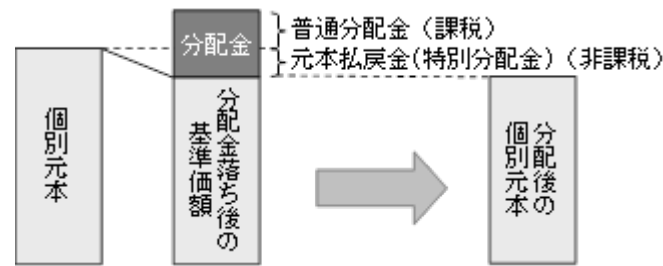 普通分配金（課税）
分配金
元本払戻金(特別分配金)（非課税）
個別元本
分配金落ち後の
基準価額
分配後の
個別元本